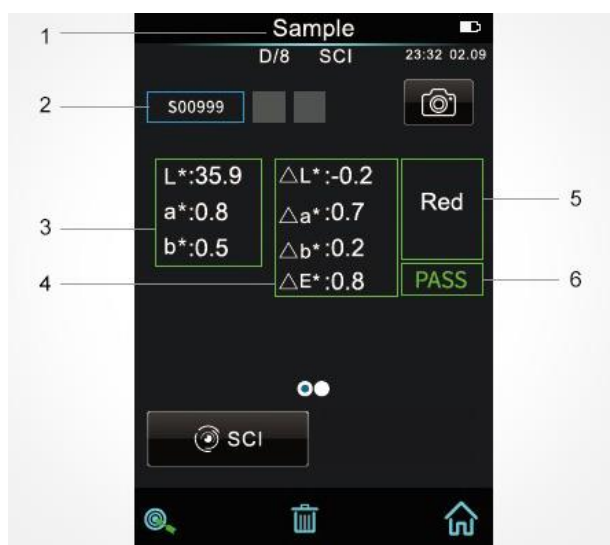 1
Sample
D/8 SCI 23:32 02.09
2
S00999
L*:35.9
a*:0.8
b*:0.5
3
△L*:-0.2
△a*:0.7
△b*:0.2
△E*:0.8
4
Red
5
PASS
6
SCI